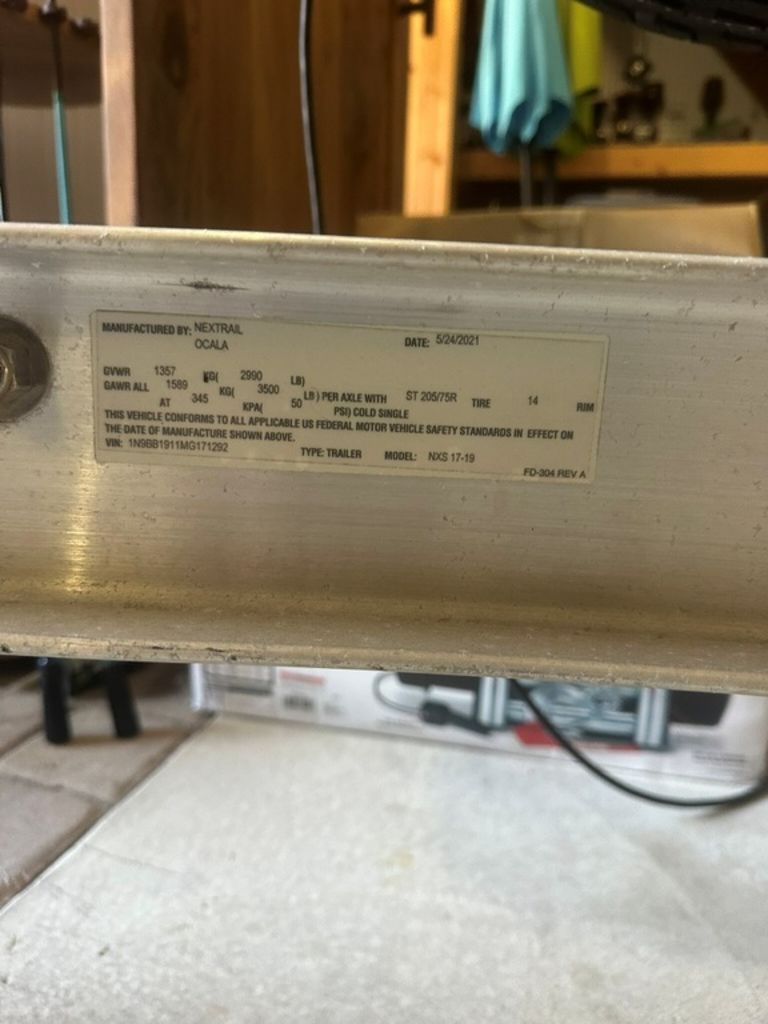 MANUFACTURED BY: NEXTRAIL DATE: 5/24/2021
OCALA
GVWR 1357 KG( 2990 LB)
GAWR ALL 1589 KG( 3500 LB) PER AXLE WITH ST 205/75R TIRE 14 RIM
AT 345 KPA( 50 PSI) COLD SINGLE
THIS VEHICLE CONFORMS TO ALL APPLICABLE US FEDERAL MOTOR VEHICLE SAFETY STANDARDS IN EFFECT ON
THE DATE OF MANUFACTURE SHOWN ABOVE.
VIN: 1N9BB1911MG171292 TYPE: TRAILER MODEL: NXS 17-19
FD-304 REV A